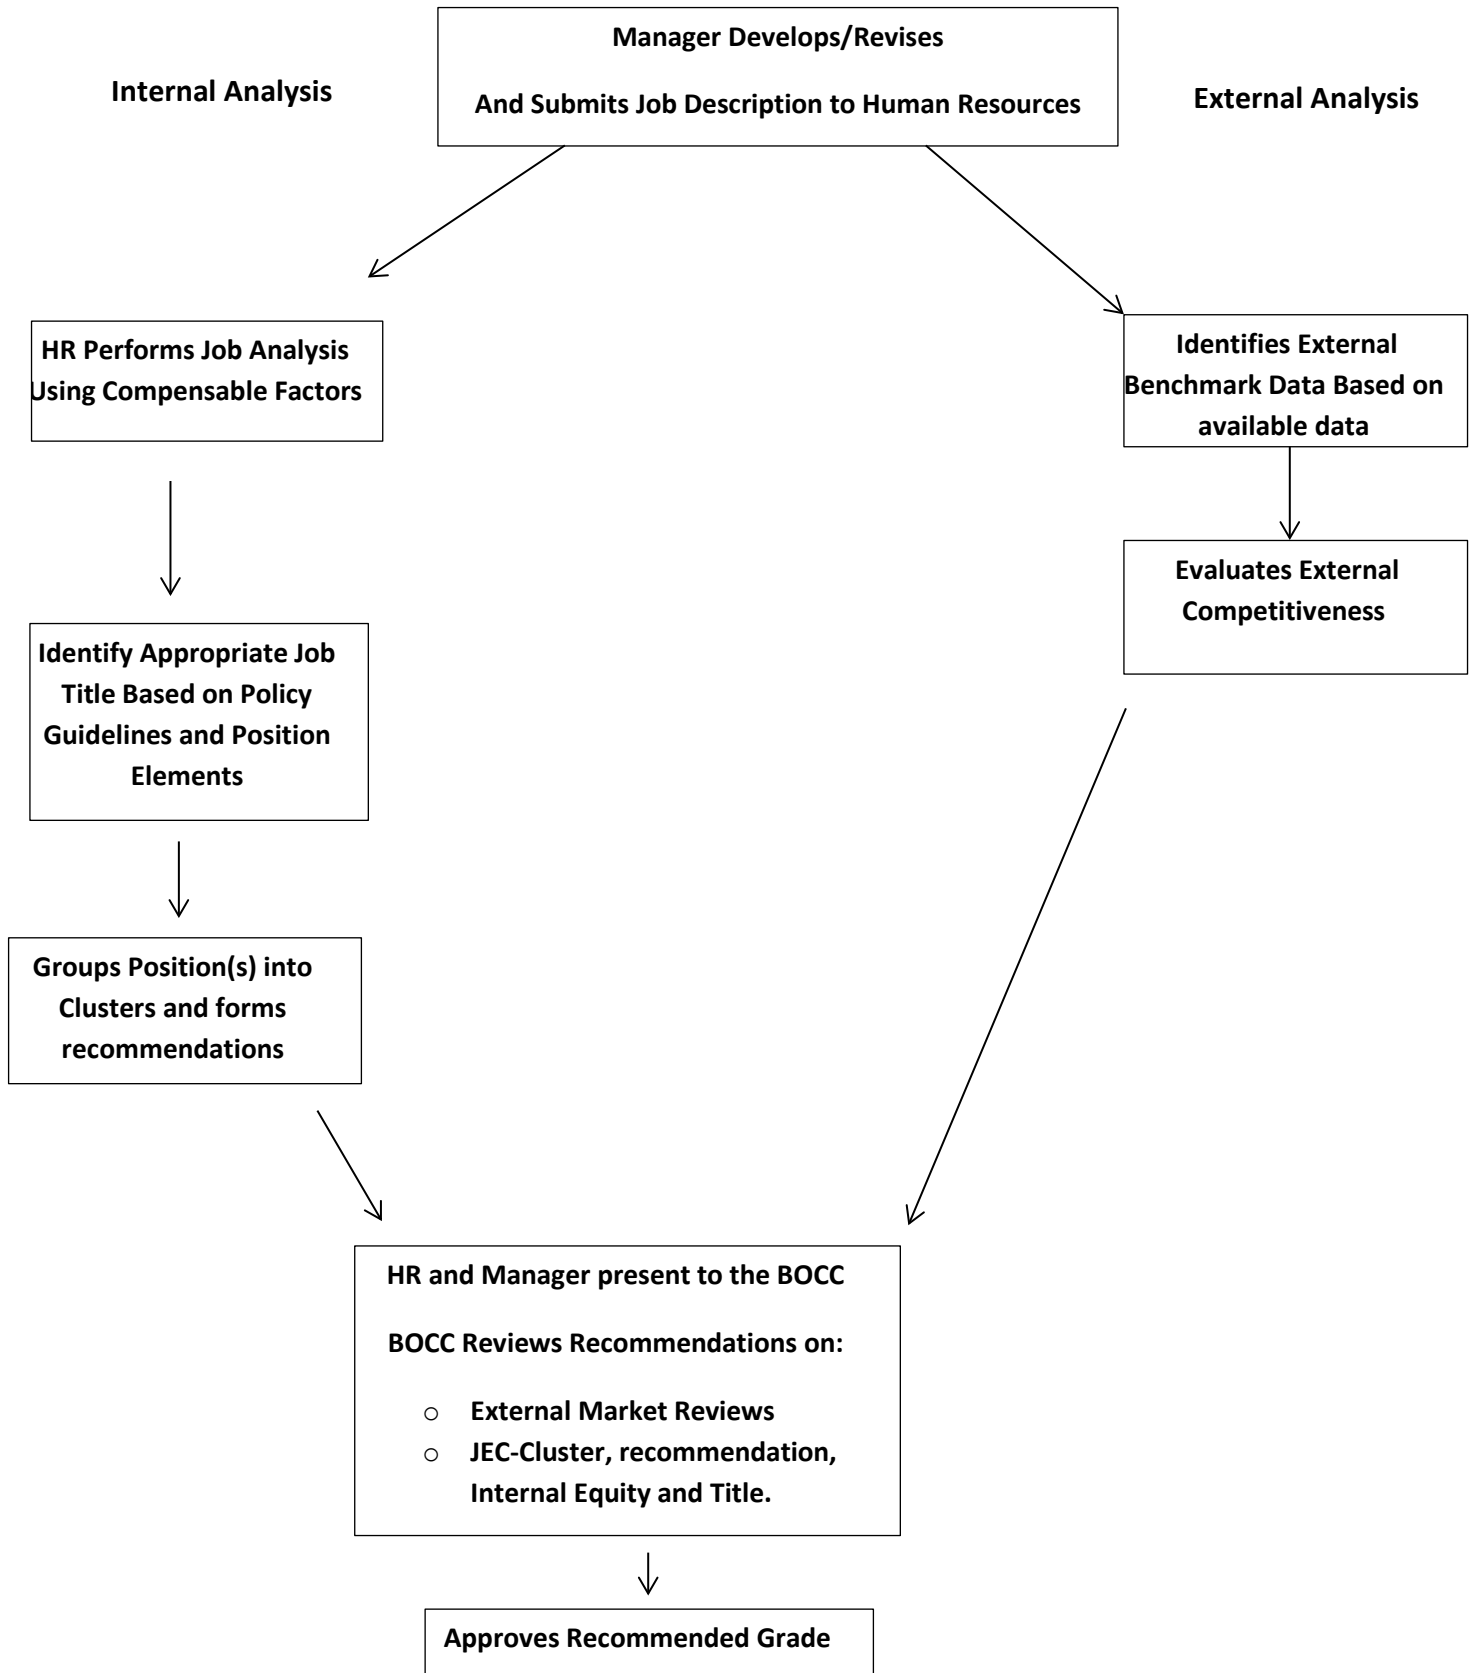 Manager Develops/Revises
And Submits Job Description to Human Resources
Internal Analysis
External Analysis
HR Performs Job Analysis
Using Compensable Factors
Identifies External
Benchmark Data Based on
available data
Evaluates External
Competitiveness
Identify Appropriate Job
Title Based on Policy
Guidelines and Position
Elements
Groups Position(s) into
Clusters and forms
recommendations
HR and Manager present to the BOCC
BOCC Reviews Recommendations on:
o External Market Reviews
o JEC-Cluster, recommendation,
Internal Equity and Title.
Approves Recommended Grade